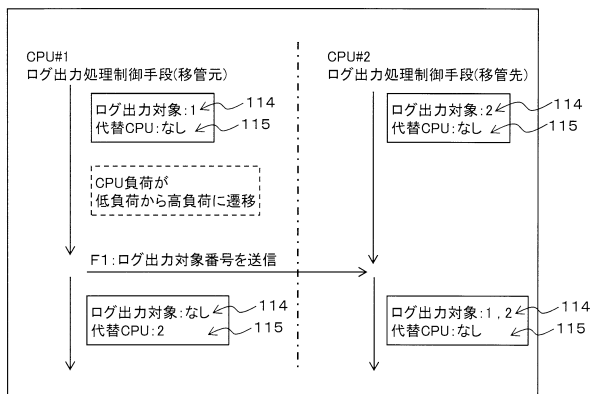 CPU#1
ログ出力処理制御手段(移管元)
CPU#2
ログ出力処理制御手段(移管先)
ログ出力対象:1
代替CPU:なし
114
115
ログ出力対象:2
代替CPU:なし
114
115
CPU負荷が
低負荷から高負荷に遷移
F1:ログ出力対象番号を送信
ログ出力対象:なし
代替CPU:2
114
115
ログ出力対象:1,2
代替CPU:なし
114
115